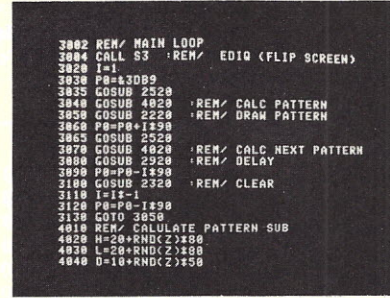 3002 REM/ MAIN LOOP
3004 CALL S3 :REM/ EDIQ (FLIP SCREEN)
3020 I=1
3030 P0=&3DB9
3035 GOSUB 2520
3040 GOSUB 4020 :REM/ CALC PATTERN
3050 GOSUB 2220 :REM/ DRAW PATTERN
3060 P0=P0+I*90
3065 GOSUB 2520
3070 GOSUB 4020 :REM/ CALC NEXT PATTERN
3080 GOSUB 2920 :REM/ DELAY
3090 P0=P0-I*90
3100 GOSUB 2320 :REM/ CLEAR
3110 I=I*-1
3120 P0=P0-I*90
3130 GOTO 3050
4010 REM/ CALULATE PATTERN SUB
4020 H=20+RND(Z)*80
4030 L=20+RND(Z)*80
4040 D=10+RND(Z)*50